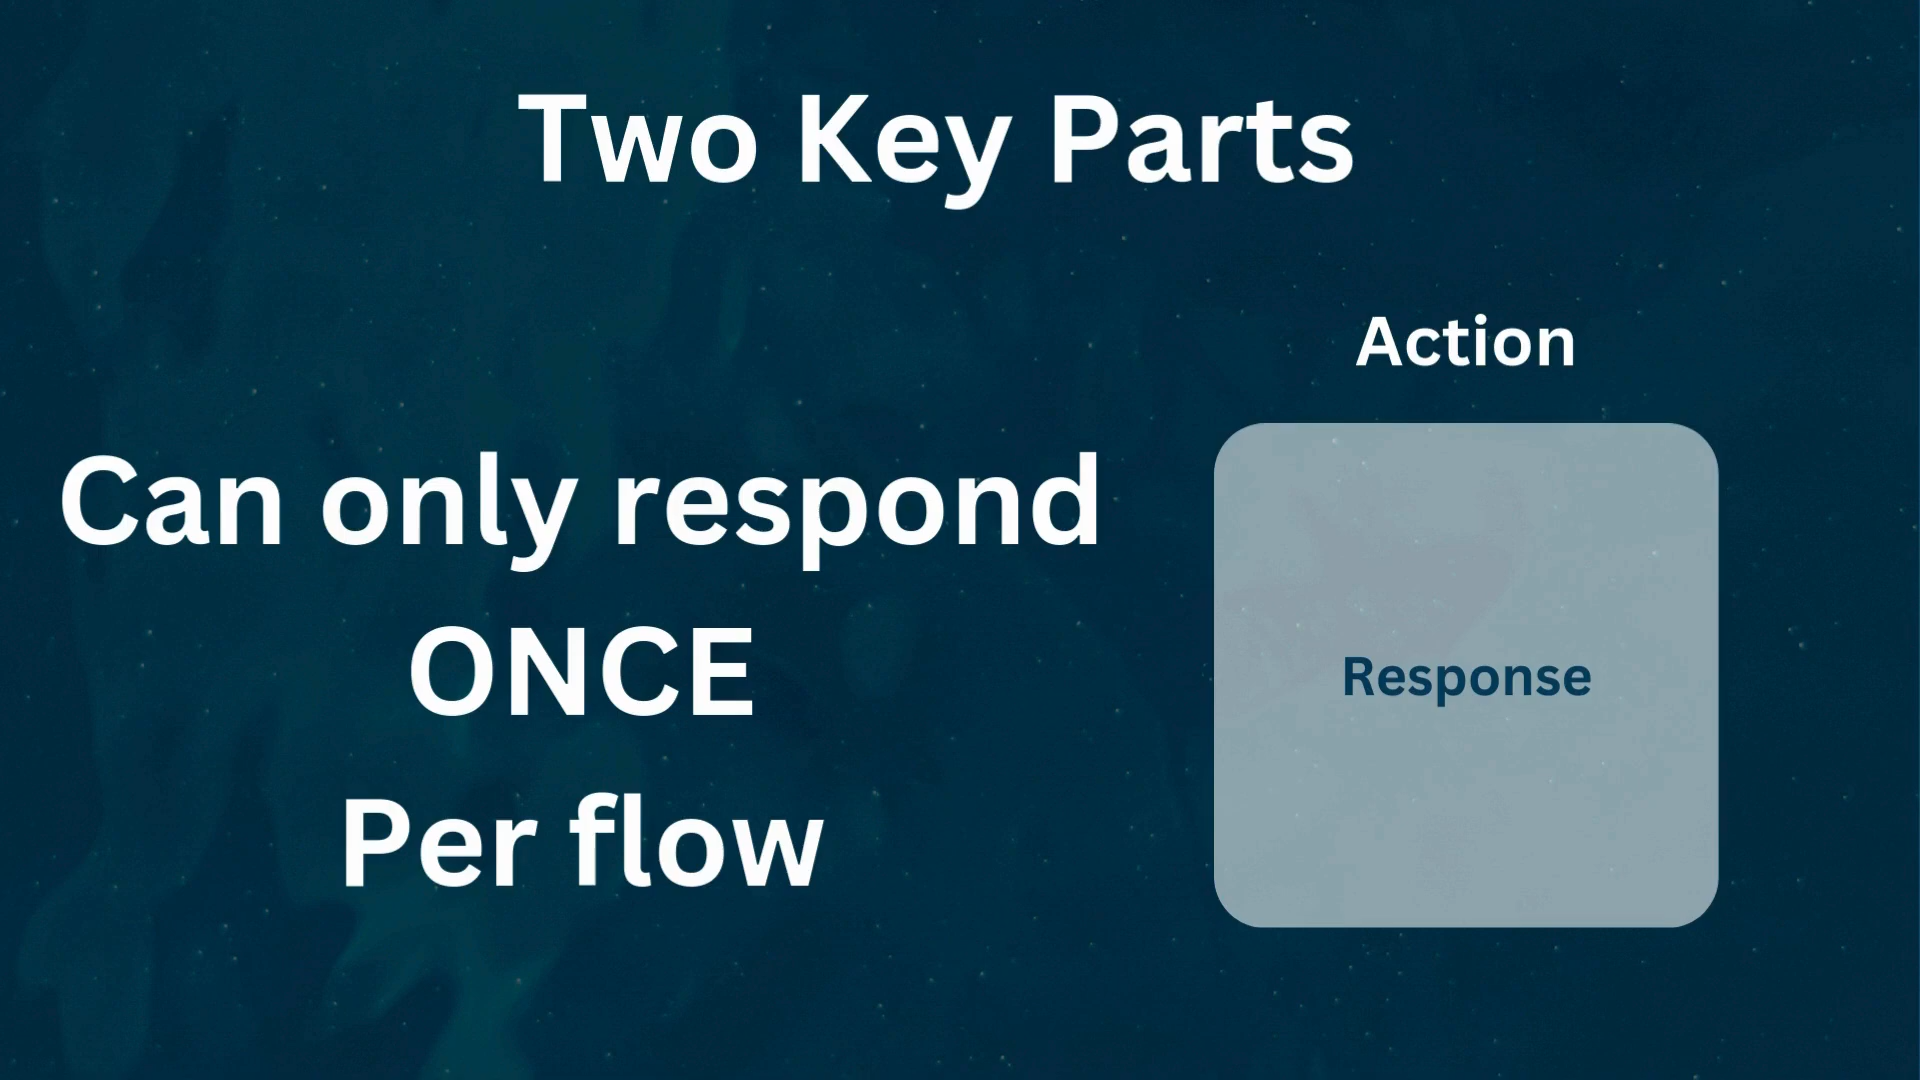 Two Key Parts
Can only respond
ONCE
Per flow
Action
Response